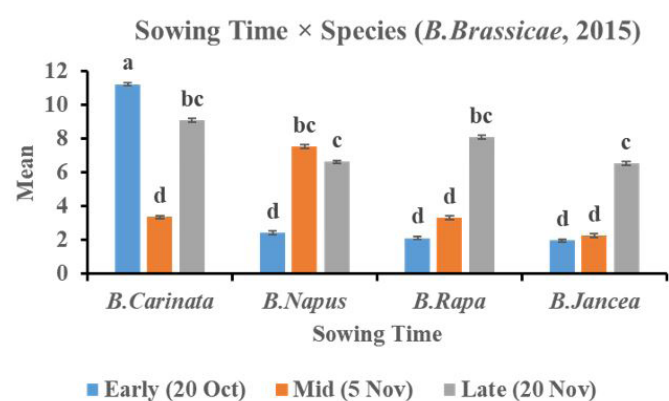 Sowing Time × Species (B.Brassicae, 2015)
12
10
8
6
4
2
0
Mean
a
d
bc
d
bc
c
d
d
bc
d
d
c
B.Carinata B.Napus B.Rapa B.Jancea
Sowing Time
Early (20 Oct) Mid (5 Nov) Late (20 Nov)